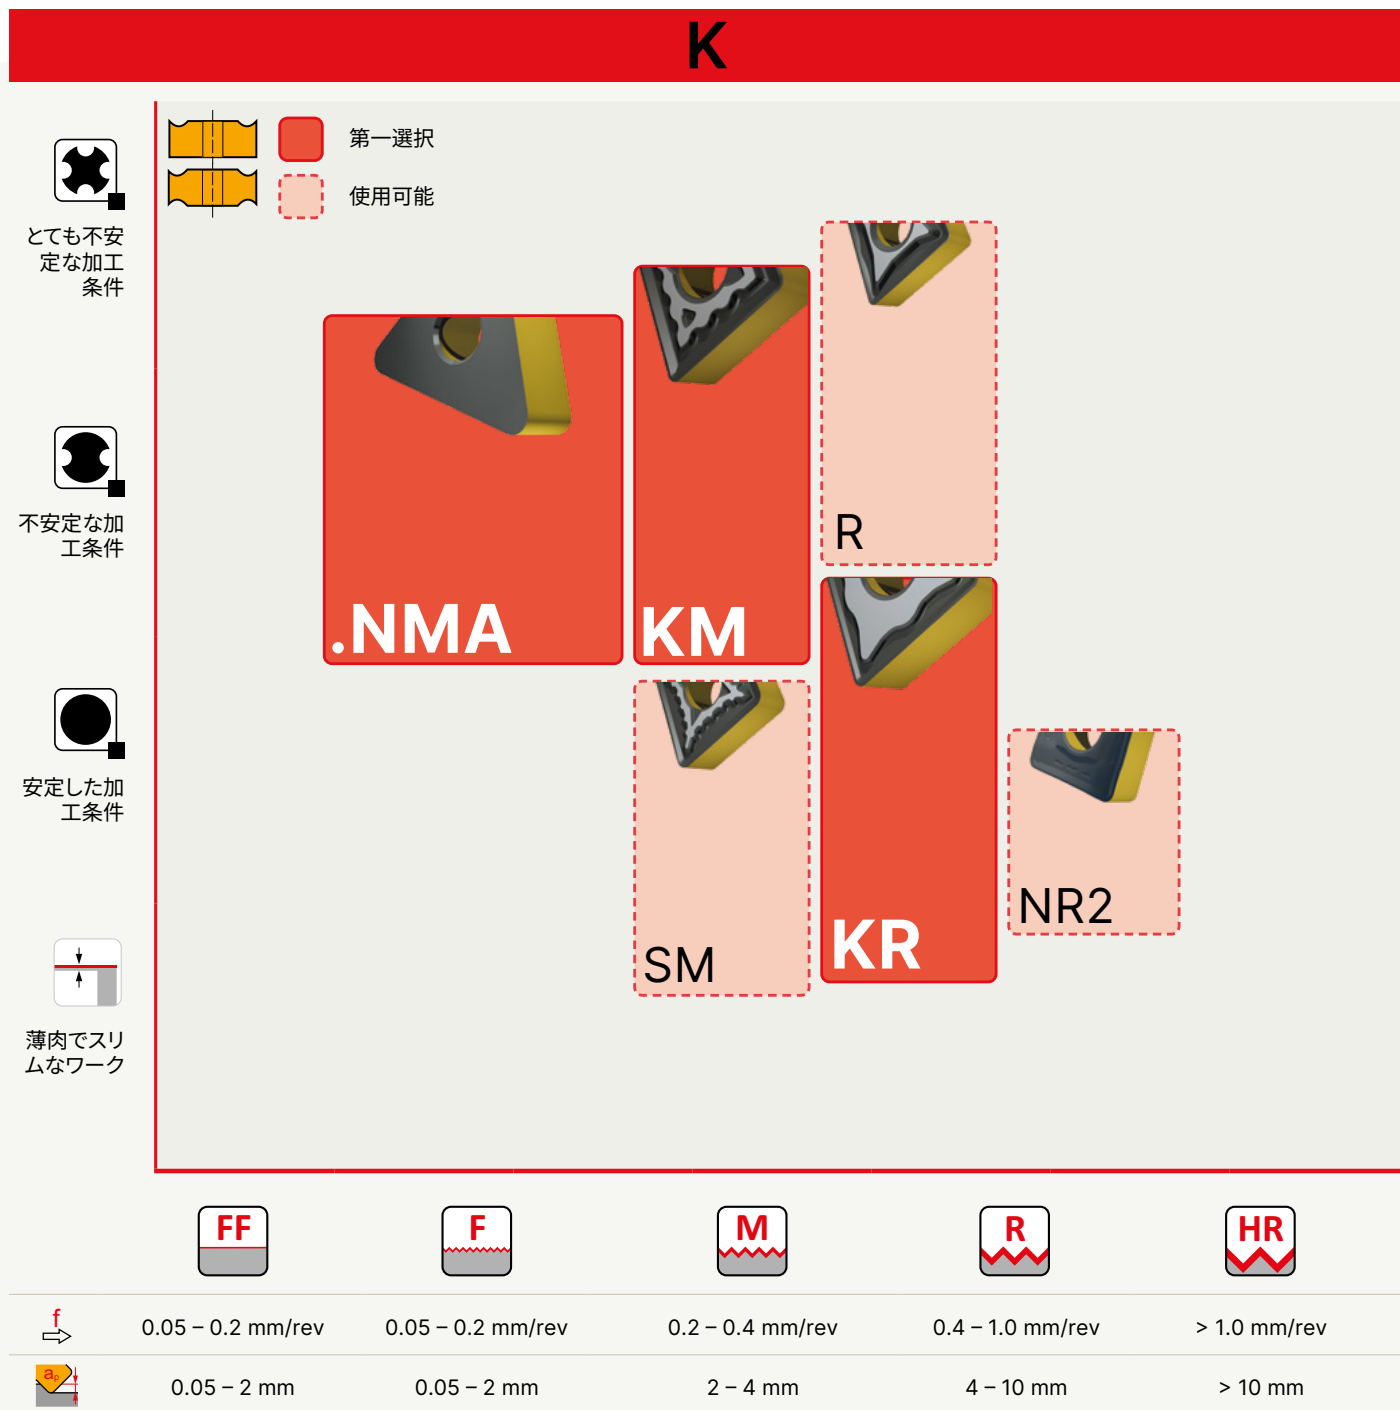 K
第一選択
使用可能
とても不安
定な加工
条件
不安定な加
工条件
安定した加
工条件
薄肉でスリ
ムなワーク
.NMA
KM
R
SM
KR
NR2
FF F M R HR
f 0.05 – 0.2 mm/rev 0.05 – 0.2 mm/rev 0.2 – 0.4 mm/rev 0.4 – 1.0 mm/rev > 1.0 mm/rev
ap 0.05 – 2 mm 0.05 – 2 mm 2 – 4 mm 4 – 10 mm > 10 mm